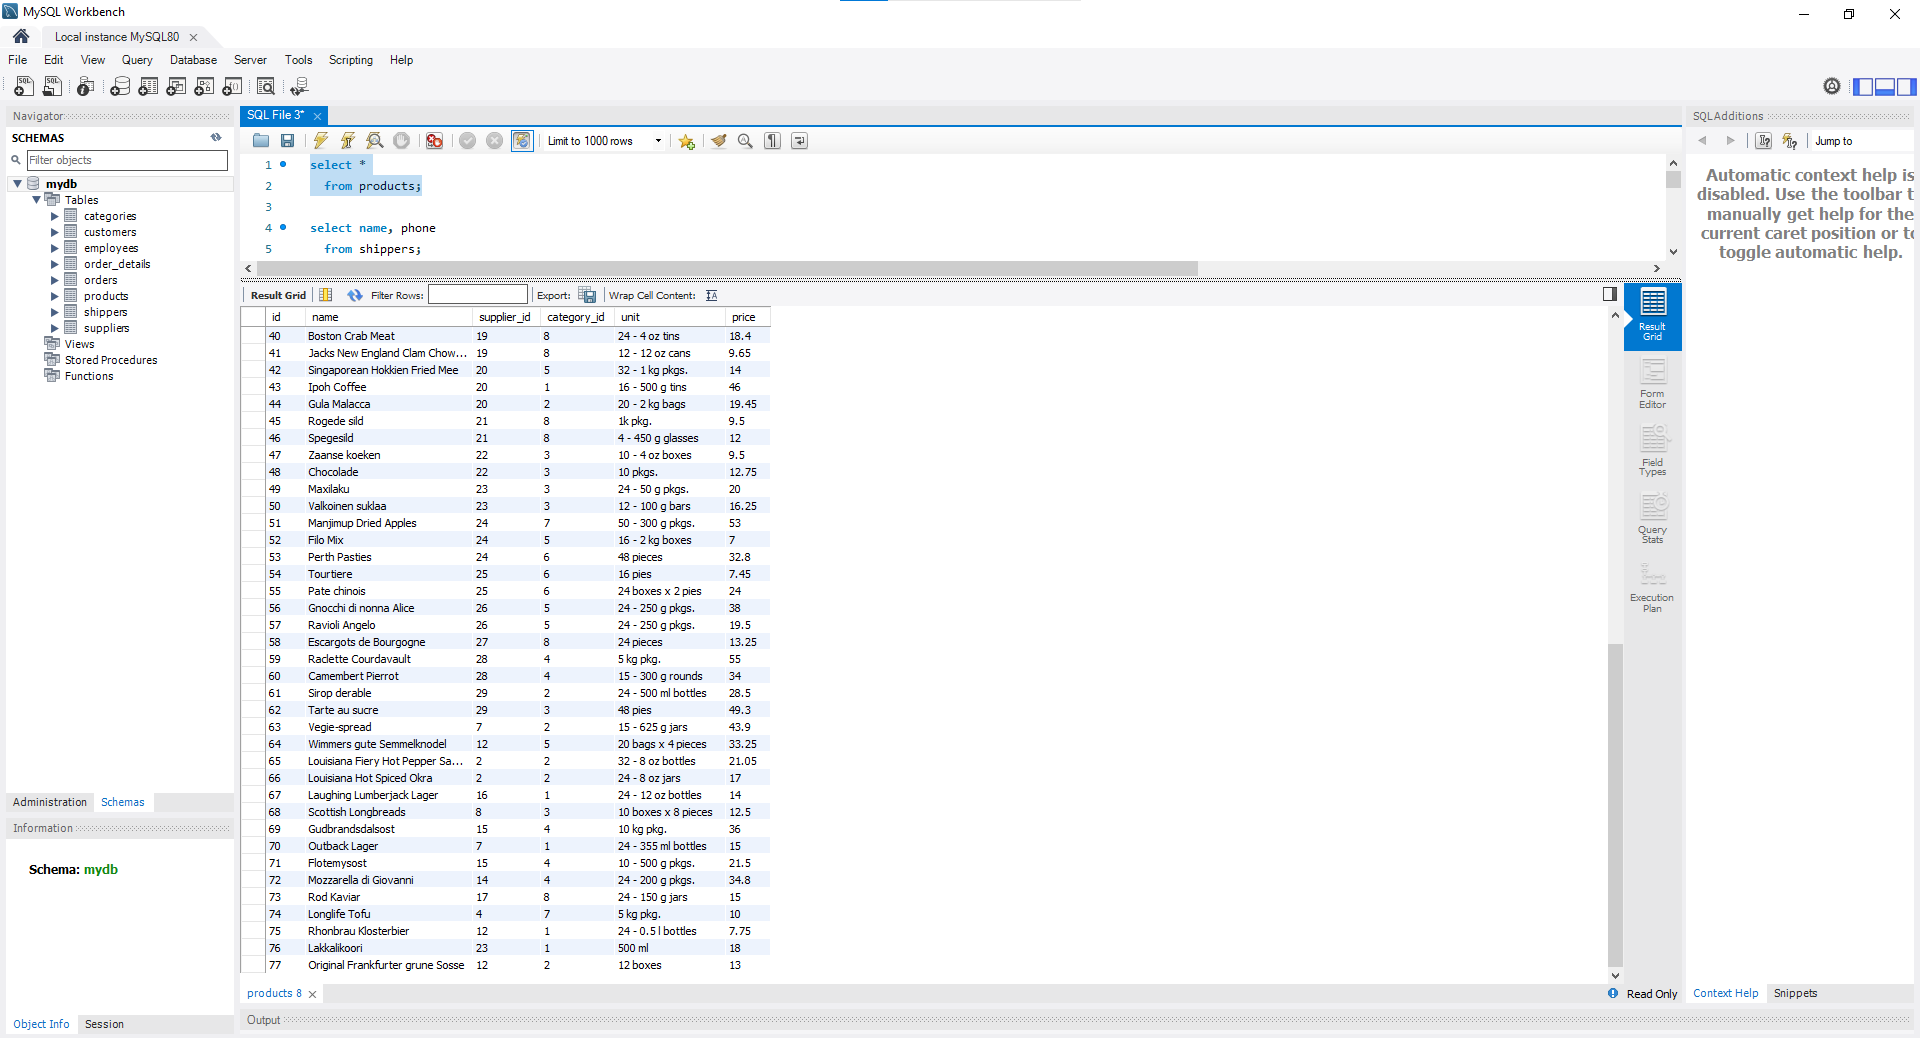 MySQL Workbench
Local instance MySQL80
File Edit View Query Database Server Tools Scripting Help
Navigator
SCHEMAS
Filter objects
mydb
Tables
categories
customers
employees
order_details
orders
products
shippers
suppliers
Views
Stored Procedures
Functions
Administration Schemas
Information
Schema: mydb
Object Info Session
SQL File 3*
Limit to 1000 rows
1 select *
2 from products;
3
4 select name, phone
5 from shippers;
Result Grid Filter Rows: Export: Wrap Cell Content:
id name supplier_id category_id unit price
40 Boston Crab Meat 19 8 24 - 4 oz tins 18.4
41 Jacks New England Clam Chow... 19 8 12 - 12 oz cans 9.65
42 Singaporean Hokkien Fried Mee 20 5 32 - 1 kg pkgs. 14
43 Ipoh Coffee 20 1 16 - 500 g tins 46
44 Gula Malacca 20 2 20 - 2 kg bags 19.45
45 Rogede sild 21 8 1k pkg. 9.5
46 Spegesild 21 8 4 - 450 g glasses 12
47 Zaanse koeken 22 3 10 - 4 oz boxes 9.5
48 Chocolade 22 3 10 pkgs. 12.75
49 Maxilaku 23 3 24 - 50 g pkgs. 20
50 Valkoinen suklaa 23 3 12 - 100 g bars 16.25
51 Manjimup Dried Apples 24 7 50 - 300 g pkgs. 53
52 Filo Mix 24 5 16 - 2 kg boxes 7
53 Perth Pasties 24 6 48 pieces 32.8
54 Tourtiere 25 6 16 pies 7.45
55 Pate chinois 25 6 24 boxes x 2 pies 24
56 Gnocchi di nonna Alice 26 5 24 - 250 g pkgs. 38
57 Ravioli Angelo 26 5 24 - 250 g pkgs. 19.5
58 Escargots de Bourgogne 27 8 24 pieces 13.25
59 Raclette Courdavault 28 4 5 kg pkg. 55
60 Camembert Pierrot 28 4 15 - 300 g rounds 34
61 Sirop derable 29 2 24 - 500 ml bottles 28.5
62 Tarte au sucre 29 3 48 pies 49.3
63 Vegie-spread 7 2 15 - 625 g jars 43.9
64 Wimmers gute Semmelknodel 12 5 20 bags x 4 pieces 33.25
65 Louisiana Fiery Hot Pepper Sa... 2 2 32 - 8 oz bottles 21.05
66 Louisiana Hot Spiced Okra 2 2 24 - 8 oz jars 17
67 Laughing Lumberjack Lager 16 1 24 - 12 oz bottles 14
68 Scottish Longbreads 8 3 10 boxes x 8 pieces 12.5
69 Gudbrandsdalsost 15 4 10 kg pkg. 36
70 Outback Lager 7 1 24 - 355 ml bottles 15
71 Flotemysost 15 4 10 - 500 g pkgs. 21.5
72 Mozzarella di Giovanni 14 4 24 - 200 g pkgs. 34.8
73 Rod Kaviar 17 8 24 - 150 g jars 15
74 Longlife Tofu 4 7 5 kg pkg. 10
75 Rhonbrau Klosterbier 12 1 24 - 0.5 l bottles 7.75
76 Lakkalikoori 23 1 500 ml 18
77 Original Frankfurter grune Sosse 12 2 12 boxes 13
products 8
Read Only
Output
Result
Grid
Form
Editor
Field
Types
Query
Stats
Execution
Plan
SQLAdditions
Jump to
Automatic context help is
disabled. Use the toolbar t
manually get help for the
current caret position or to
toggle automatic help.
Context Help Snippets